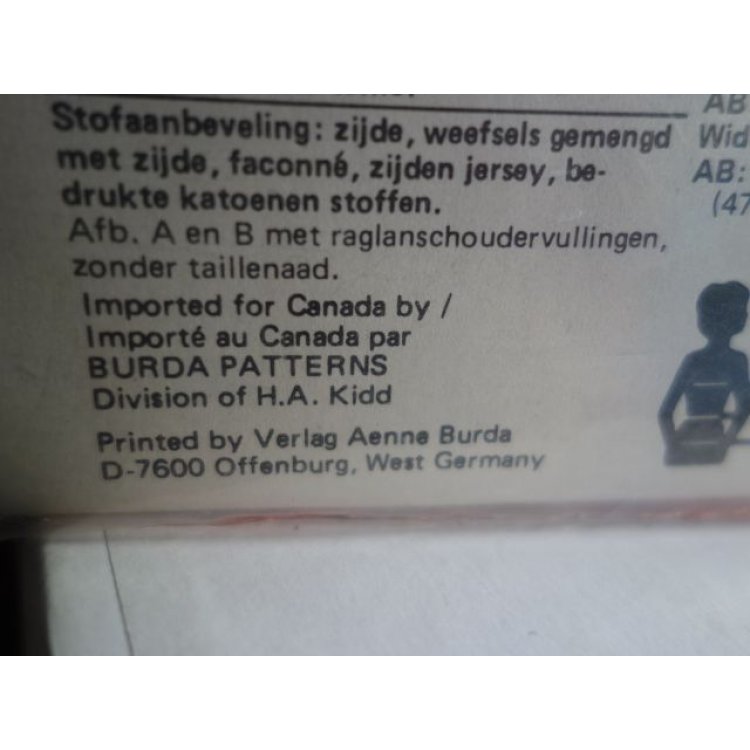 Stofaanbeveling: zijde, weefsels gemengd
met zijde, faconné, zijden jersey, be-
drukte katoenen stoffen.
Afb. A en B met raglanschoudervullingen,
zonder taillenaad.
Imported for Canada by /
Importé au Canada par
BURDA PATTERNS
Division of H.A. Kidd
Printed by Verlag Aenne Burda
D-7600 Offenburg, West Germany
AB
Wid
AB:
(47